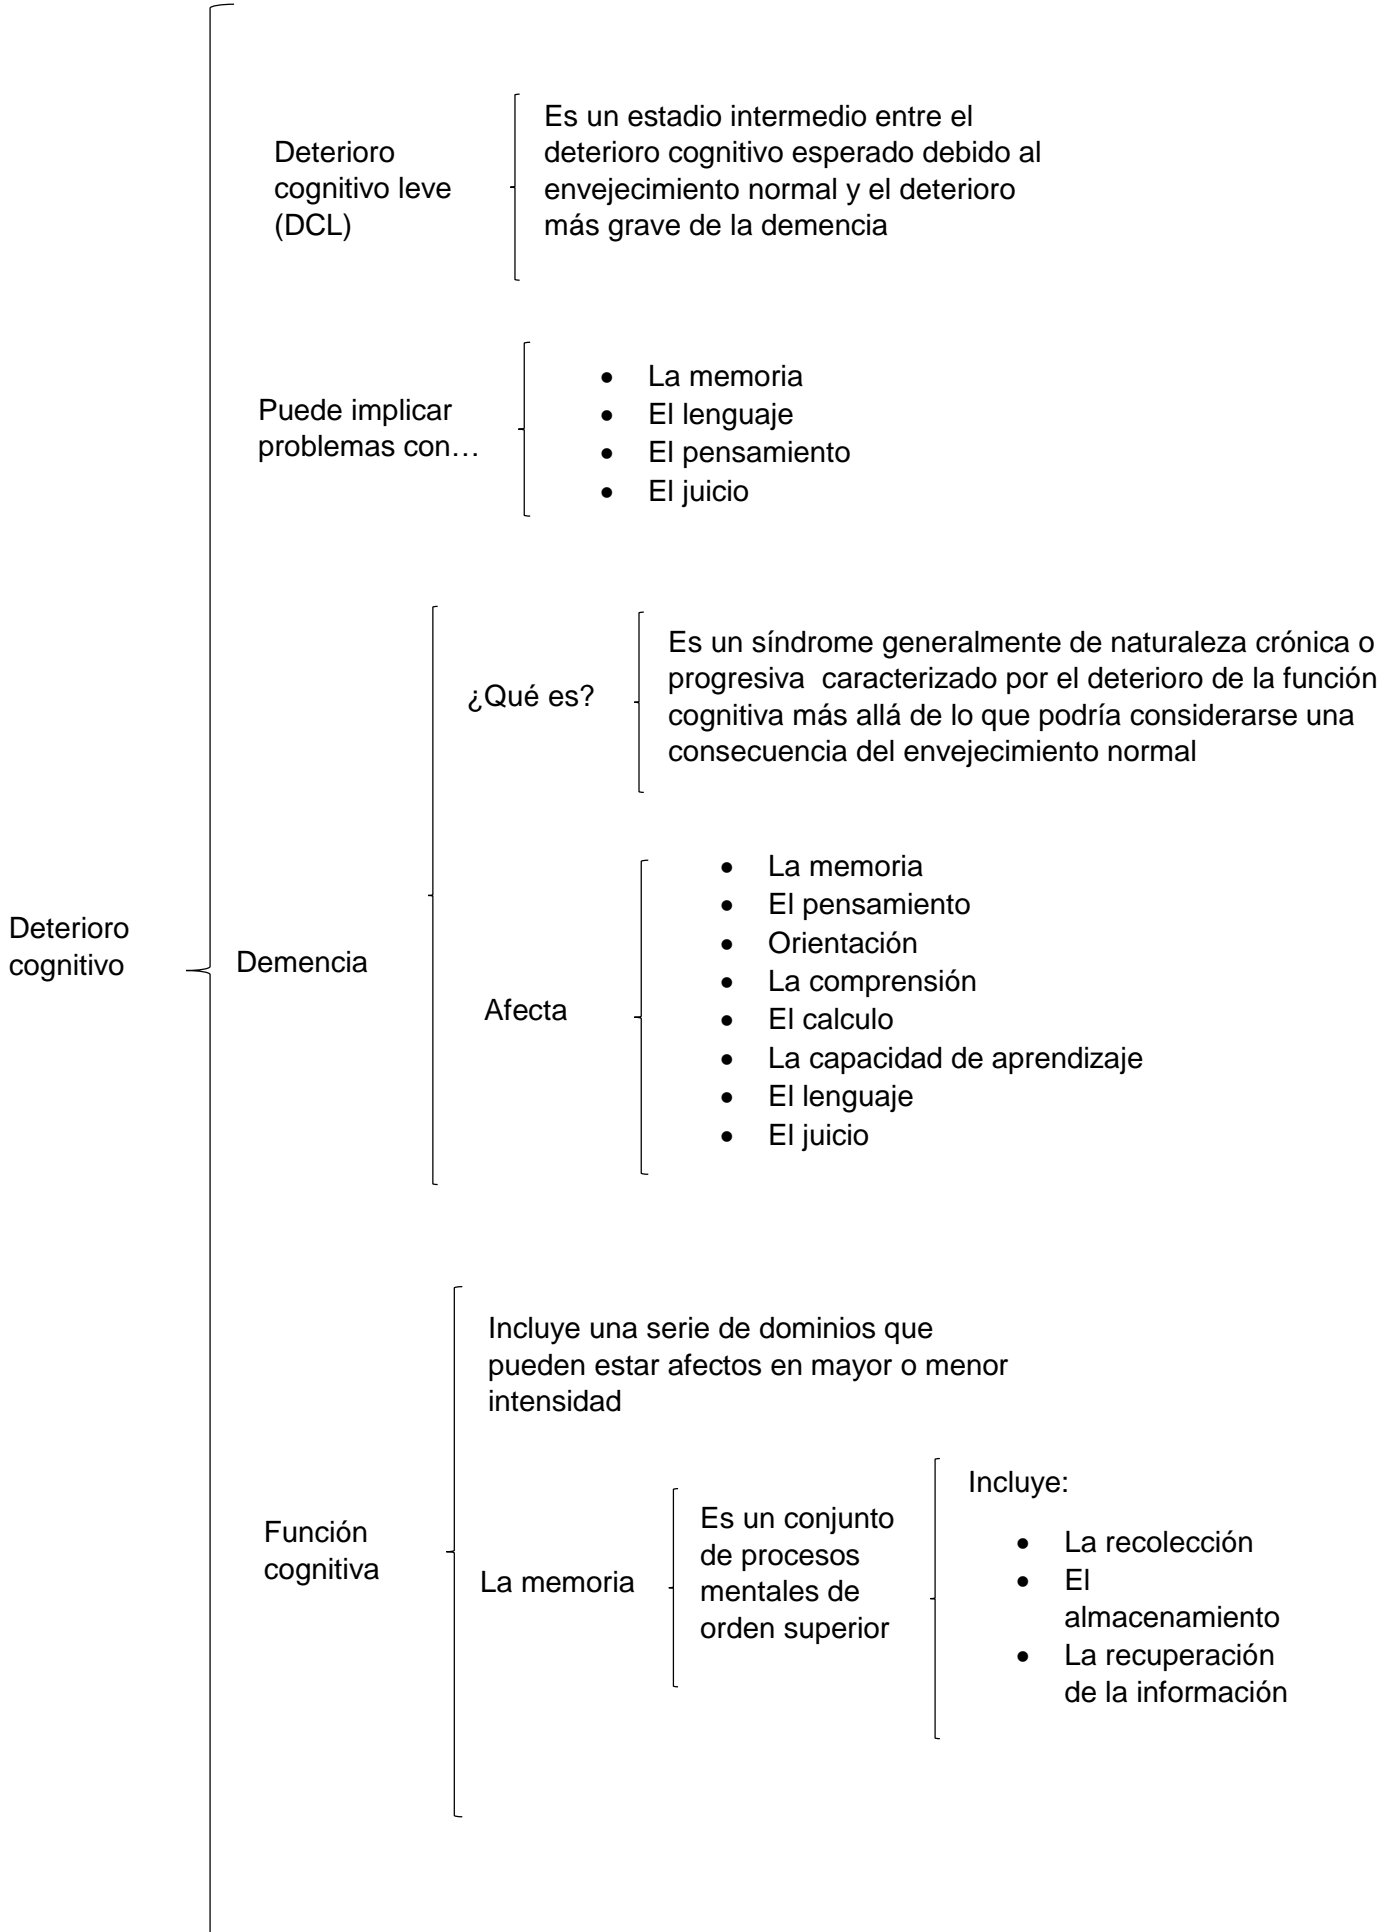 Deterioro
cognitivo
Deterioro
cognitivo leve
(DCL)
Es un estadio intermedio entre el
deterioro cognitivo esperado debido al
envejecimiento normal y el deterioro
más grave de la demencia
Puede implicar
problemas con…
• La memoria
• El lenguaje
• El pensamiento
• El juicio
Demencia
¿Qué es?
Es un síndrome generalmente de naturaleza crónica o
progresiva  caracterizado por el deterioro de la función
cognitiva más allá de lo que podría considerarse una
consecuencia del envejecimiento normal
Afecta
• La memoria
• El pensamiento
• Orientación
• La comprensión
• El calculo
• La capacidad de aprendizaje
• El lenguaje
• El juicio
Función
cognitiva
Incluye una serie de dominios que
pueden estar afectos en mayor o menor
intensidad
La memoria
Es un conjunto
de procesos
mentales de
orden superior
Incluye:
• La recolección
• El
almacenamiento
• La recuperación
de la información